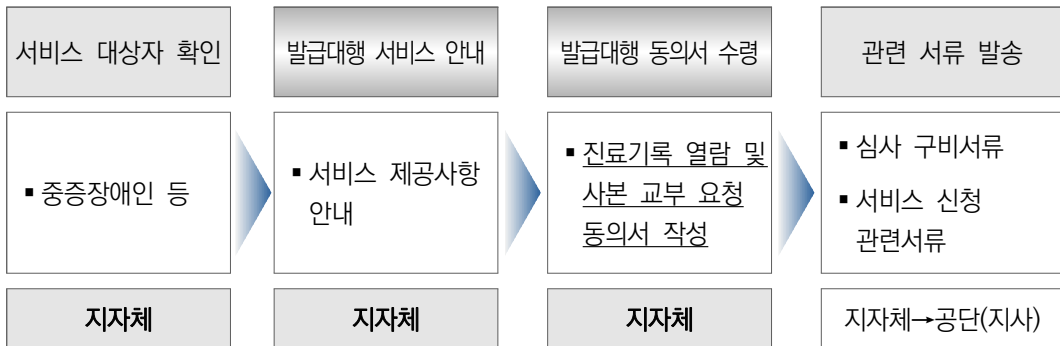 서비스 대상자 확인
발급대행 서비스 안내
발급대행 동의서 수령
관련 서류 발송
▪ 중증장애인 등
▪ 서비스 제공사항
안내
▪ 진료기록 열람 및
사본 교부 요청
동의서 작성
▪ 심사 구비서류
▪ 서비스 신청
관련서류
지자체
지자체
지자체
지자체→공단(지사)